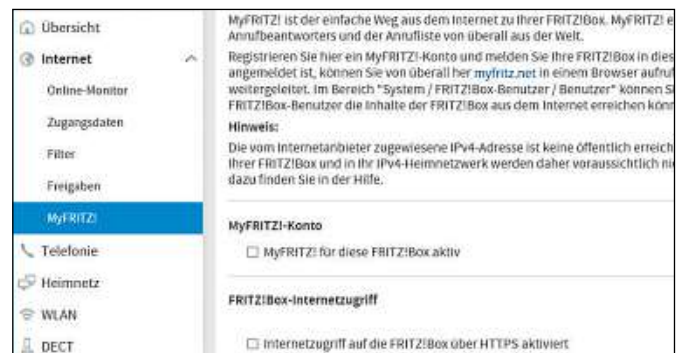 Übersicht
Internet
Online-Monitor
Zugangsdaten
Filter
Freigaben
MyFRITZ!
Telefonie
Heimnetz
WLAN
DECT
MyFRITZ! ist der einfache Weg aus dem Internet zu Ihrer FRITZ!Box. MyFRITZ! e
Anrufbeantworters und der Anrufliste von überall aus der Welt.
Registrieren Sie hier ein MyFRITZ!-Konto und melden Sie Ihre FRITZ!Box in dies
angemeldet ist, können Sie von überall her myfritz.net in einem Browser aufruf
weitergeleitet. Im Bereich "System / FRITZ!Box-Benutzer / Benutzer" können S
FRITZ!Box-Benutzer die Inhalte der FRITZ!Box aus dem Internet erreichen könn
Hinweis:
Die vom Internetanbieter zugewiesene IPv4-Adresse ist keine öffentlich erreich
Ihrer FRITZ!Box und in Ihr IPv4-Heimnetzwerk werden daher voraussichtlich ni
dazu finden Sie in der Hilfe.
MyFRITZ!-Konto
MyFRITZ! für diese FRITZ!Box aktiv
FRITZ!Box-Internetzugriff
Internetzugriff auf die FRITZ!Box über HTTPS aktiviert